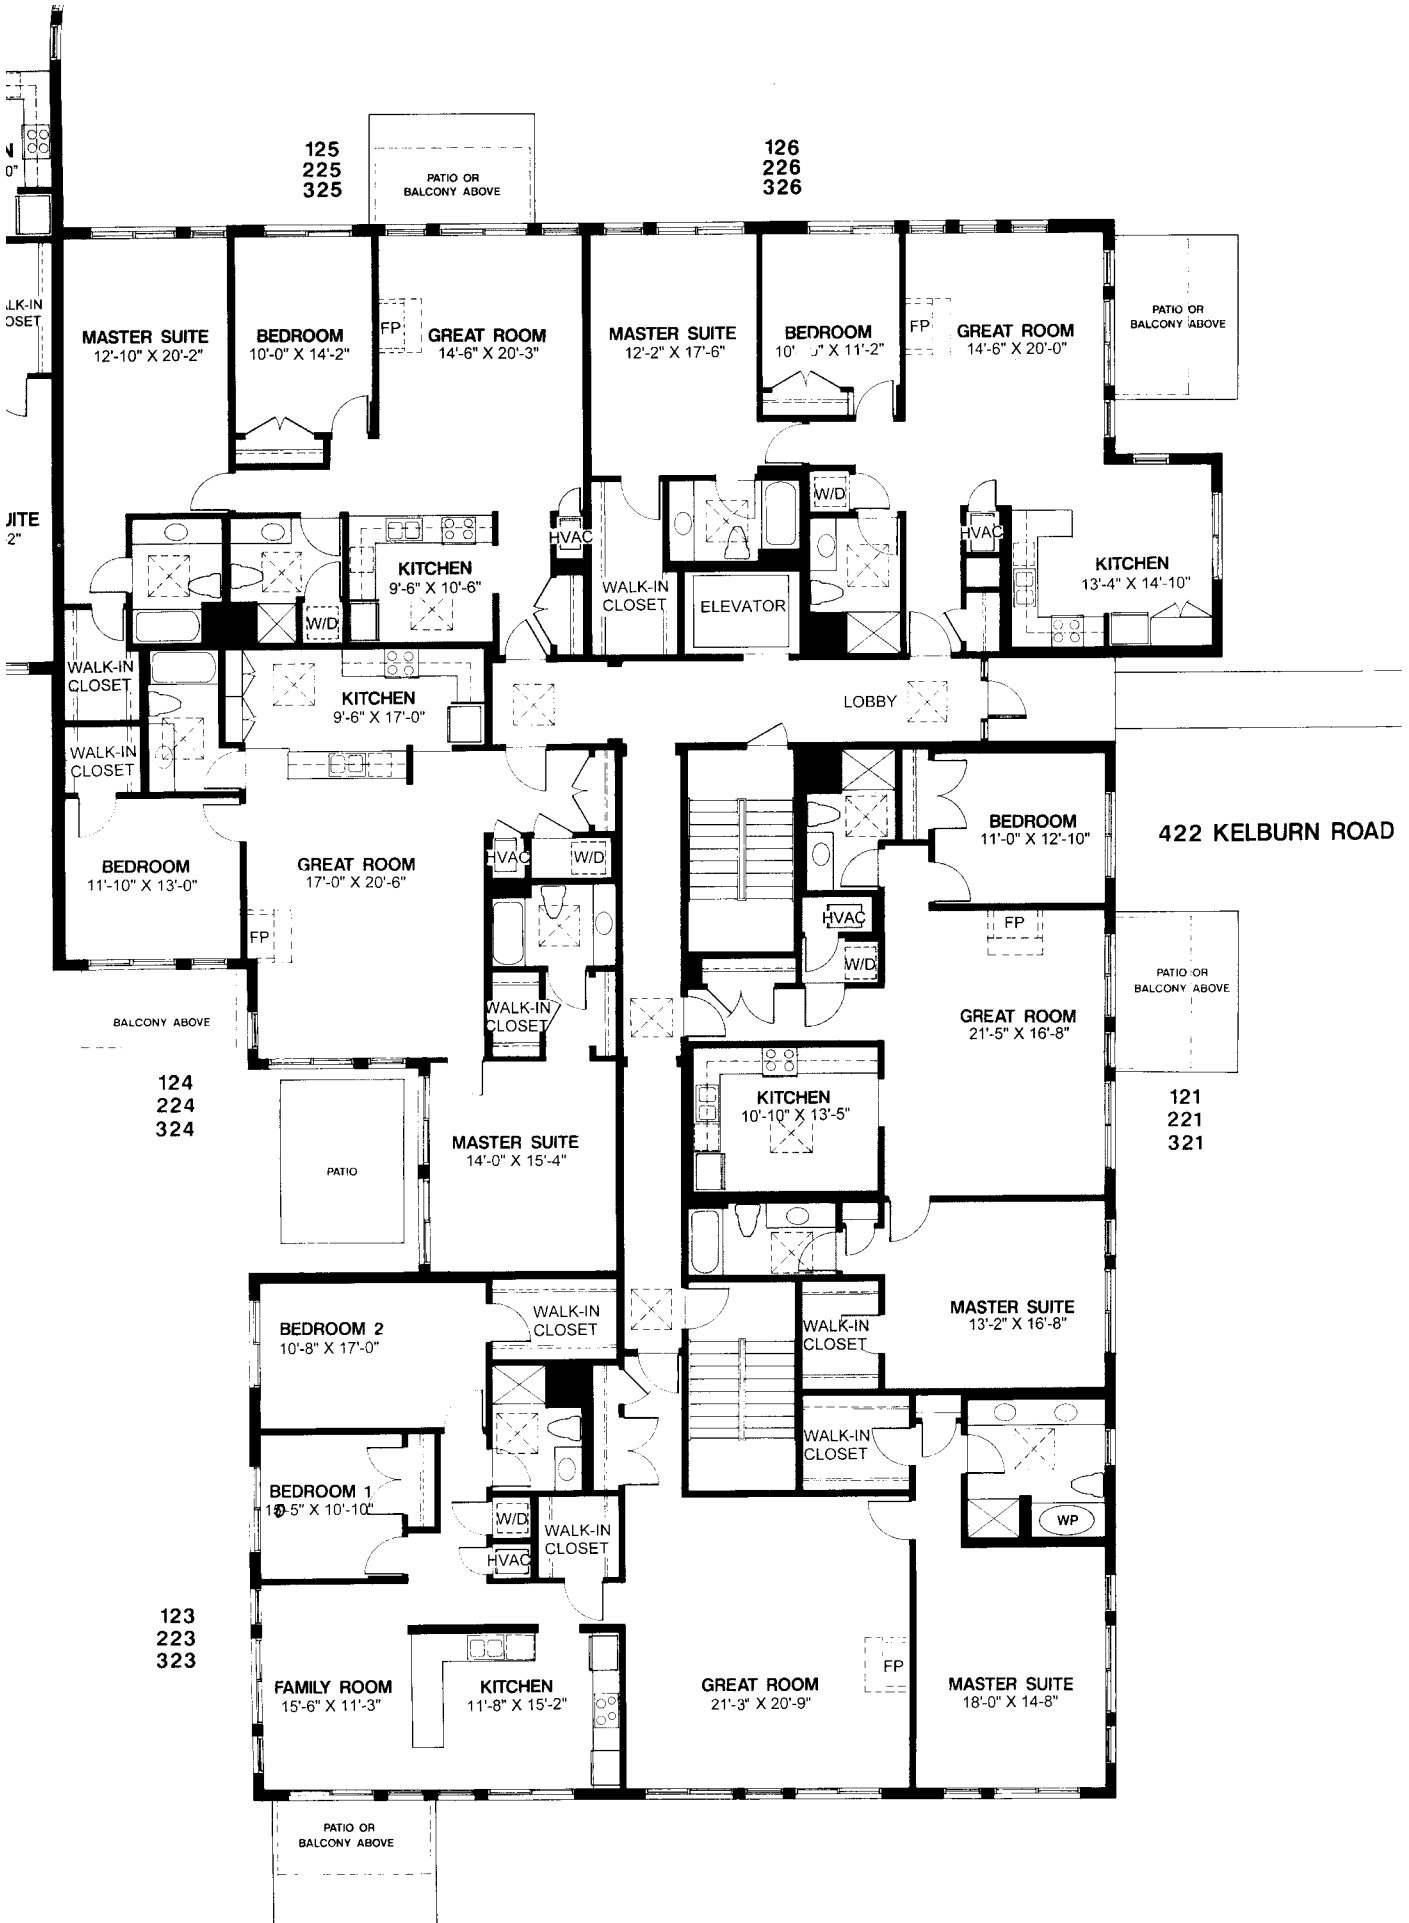 125
225
325
PATIO OR
BALCONY ABOVE
126
226
326
N
0"
LK-IN
OSET
MASTER SUITE
12'-10" X 20'-2"
BEDROOM
10'-0" X 14'-2"
FP
GREAT ROOM
14'-6" X 20'-3"
MASTER SUITE
12'-2" X 17'-6"
BEDROOM
X 11'-2"
FP
GREAT ROOM
14'-6" X 20'-0"
PATIO OR
BALCONY ABOVE
UITE
2"
HVAC
KITCHEN
9'-6" X 10'-6"
W/D
WALK-IN
CLOSET
ELEVATOR
W/D
HVAC
KITCHEN
13'-4" X 14'-10"
WALK-IN
CLOSET
KITCHEN
9'-6" X 17'-0"
LOBBY
WALK-IN
CLOSET
BEDROOM
11'-10" X 13'-0"
GREAT ROOM
17'-0" X 20'-6"
HVAC
W/D
BEDROOM
11'-0" X 12'-10"
422 KELBURN ROAD
FP
HVAC
W/D
FP
PATIO OR
BALCONY ABOVE
BALCONY ABOVE
WALK-IN
CLOSET
GREAT ROOM
21'-5" X 16'-8"
124
224
324
PATIO
MASTER SUITE
14'-0" X 15'-4"
KITCHEN
10'-10" X 13'-5"
121
221
321
BEDROOM 2
10'-8" X 17'-0"
WALK-IN
CLOSET
WALK-IN
CLOSET
MASTER SUITE
13'-2" X 16'-8"
BEDROOM 1
X 10'-10"
W/D
HVAC
WALK-IN
CLOSET
WALK-IN
CLOSET
WP
123
223
323
FAMILY ROOM
15'-6" X 11'-3"
KITCHEN
11'-8" X 15'-2"
GREAT ROOM
21'-3" X 20'-9"
FP
MASTER SUITE
18'-0" X 14'-8"
PATIO OR
BALCONY ABOVE